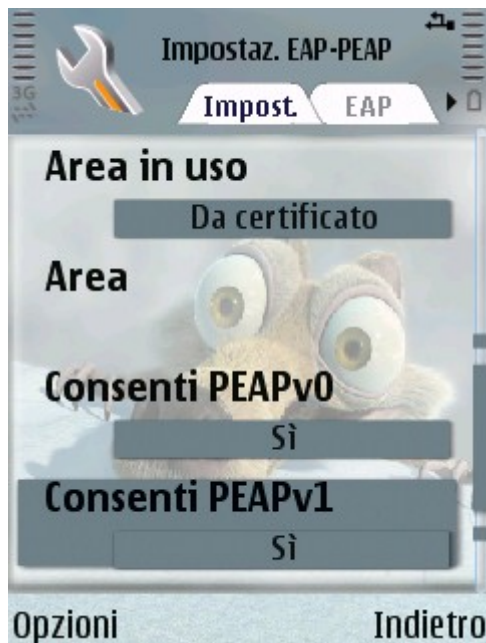 Impostaz. EAP-PEAP
3G
Impost. EAP
Area in uso
Da certificato
Area
Consenti PEAPv0
Sì
Consenti PEAPv1
Sì
Opzioni Indietro